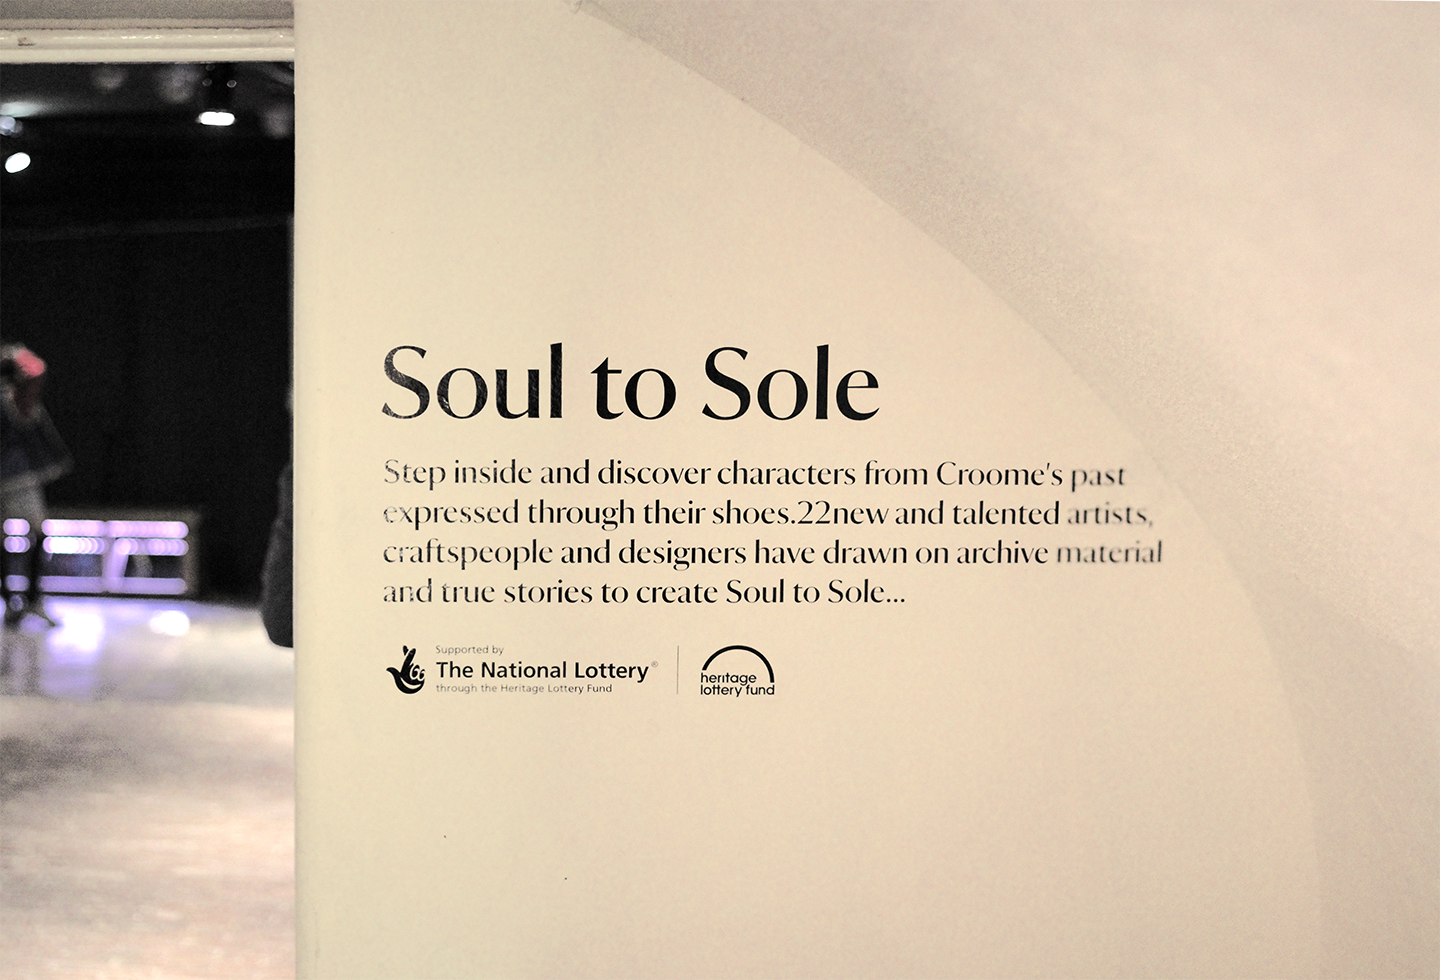 Soul to Sole
Step inside and discover characters from Croome's past
expressed through their shoes.22new and talented artists,
craftspeople and designers have drawn on archive material
and true stories to create Soul to Sole...
Supported by
The National Lottery®
through the Heritage Lottery Fund
heritage
lottery fund